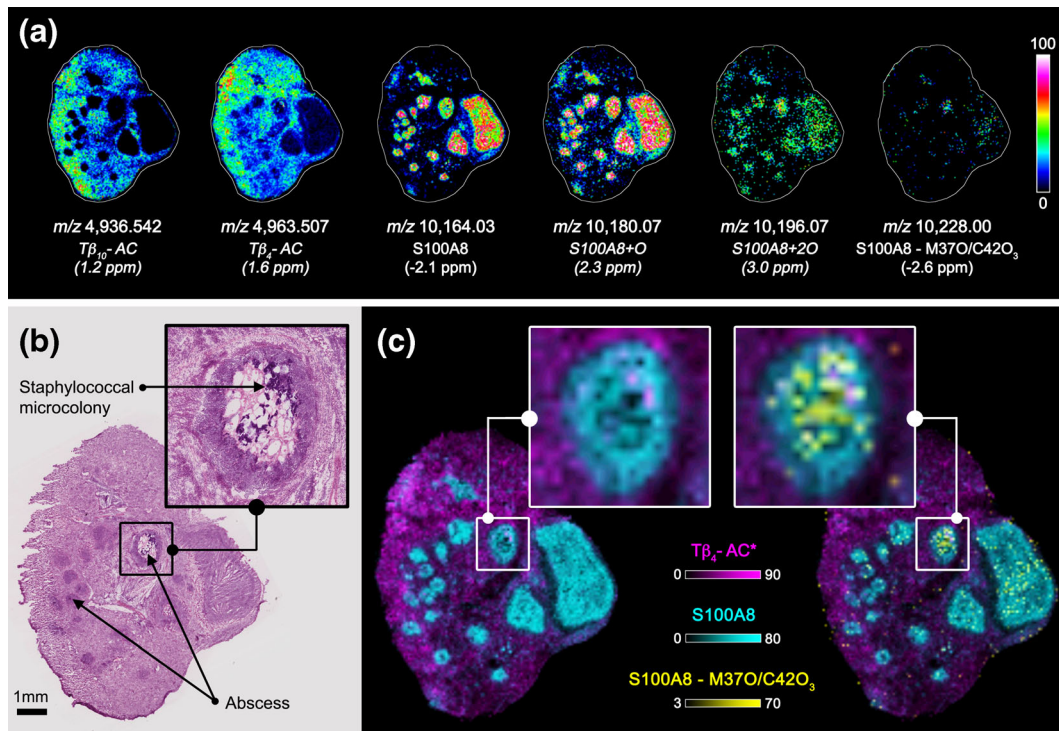 (a)
100
0
m/z 4,936.542
Tβ10- AC
(1.2 ppm)
m/z 4,963.507
Tβ4- AC
(1.6 ppm)
m/z 10,164.03
S100A8
(-2.1 ppm)
m/z 10,180.07
S100A8+O
(2.3 ppm)
m/z 10,196.07
S100A8+2O
(3.0 ppm)
m/z 10,228.00
S100A8 - M37O/C42O3
(-2.6 ppm)
(b)
Staphylococcal
microcolony
Abscess
1mm
(c)
Tβ4- AC*
0 90
S100A8
0 80
S100A8 - M37O/C42O3
3 70